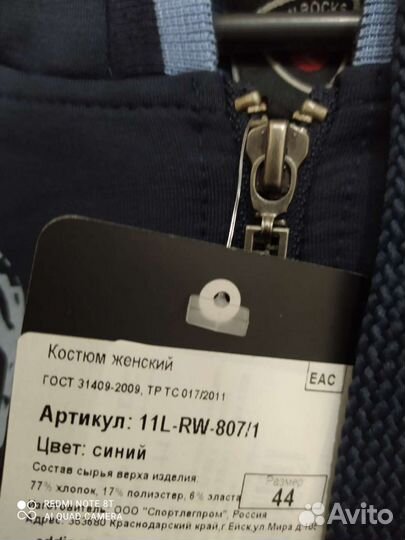 ROCKS
Костюм женский
ГОСТ 31409-2009, ТР ТС 017/2011
EAC
Артикул: 11L-RW-807/1
Цвет: синий
Состав сырья верха изделия:
77% хлопок, 17% полиэстер, 6% эласта
Размер
44
ООО "Спортлегпром", Россия
Адрес: 353680 Краснодарский край, г Ейск, ул. Мира д
REDMI NOTE 8T
AI QUAD CAMERA
Avito